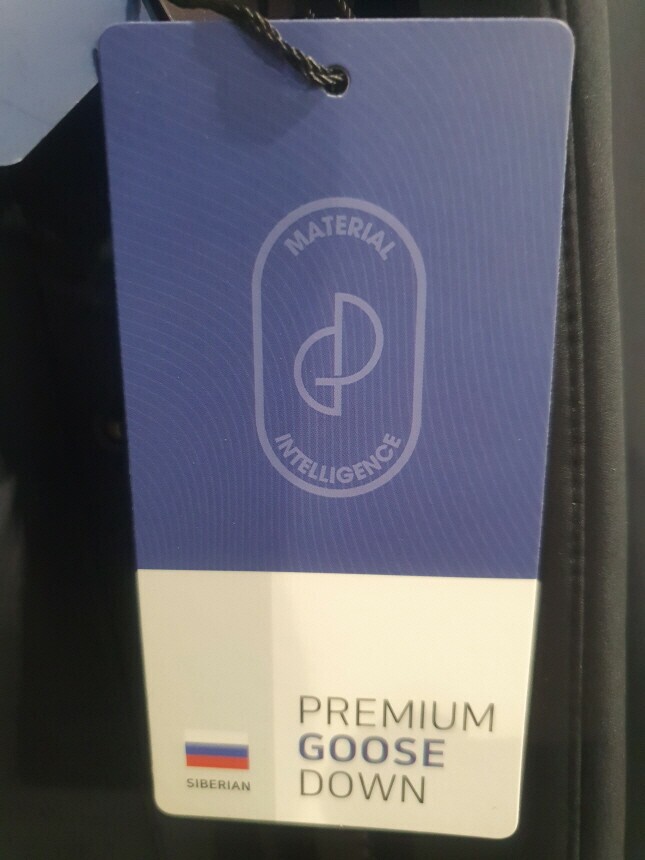 MATERIAL
INTELLIGENCE
PREMIUM
GOOSE
DOWN
SIBERIAN